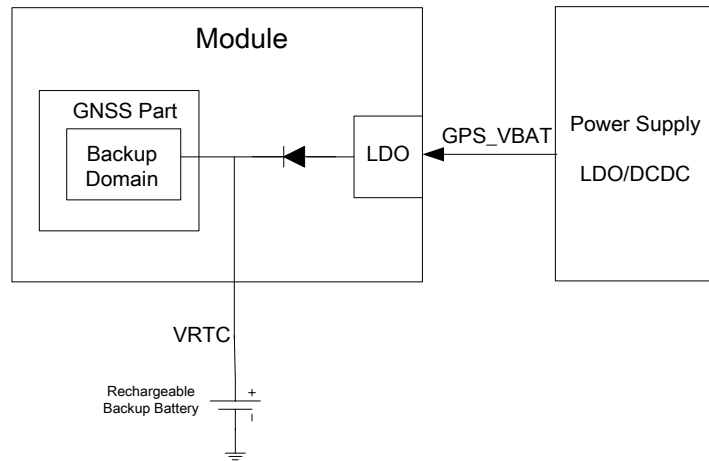 Module
GNSS Part
Backup
Domain
LDO
GPS_VBAT
Power Supply
LDO/DCDC
VRTC
Rechargeable
Backup Battery
+
−